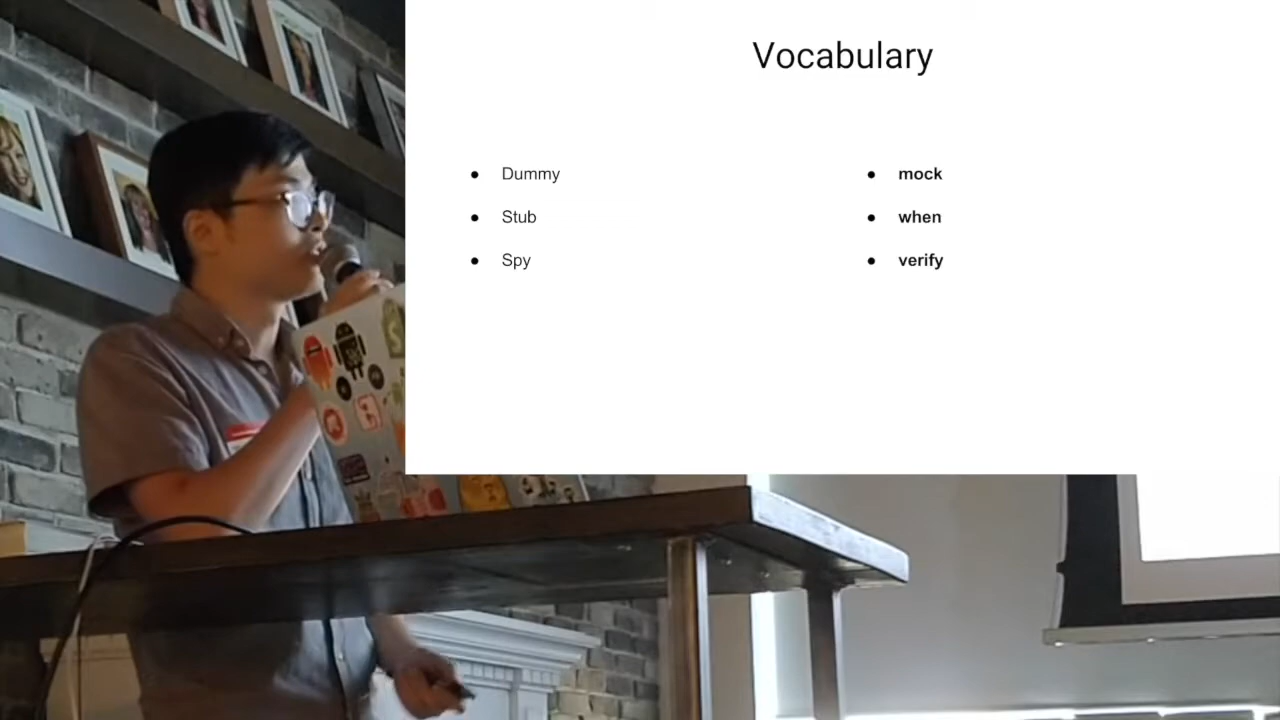 Vocabulary
● Dummy
● Stub
● Spy
● mock
● when
● verify